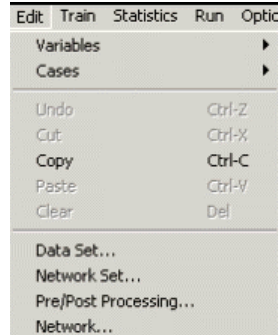 Edit Train Statistics Run Optic
Variables
Cases
Undo Ctrl-Z
Cut Ctrl-X
Copy Ctrl-C
Paste Ctrl-V
Clear Del
Data Set...
Network Set...
Pre/Post Processing...
Network...